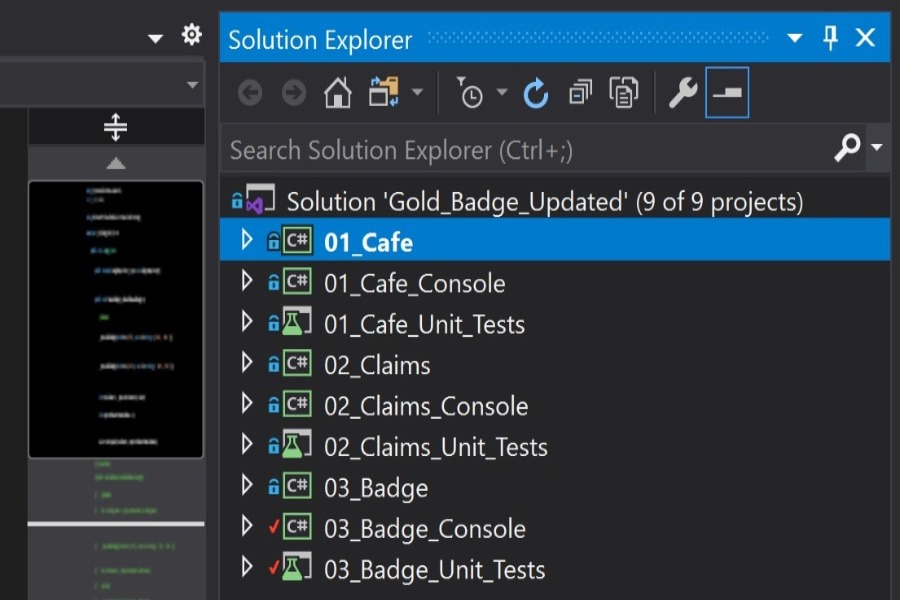 Solution Explorer
Search Solution Explorer (Ctrl+;)
Solution 'Gold_Badge_Updated' (9 of 9 projects)
C# 01_Cafe
C# 01_Cafe_Console
01_Cafe_Unit_Tests
C# 02_Claims
C# 02_Claims_Console
02_Claims_Unit_Tests
C# 03_Badge
C# 03_Badge_Console
03_Badge_Unit_Tests